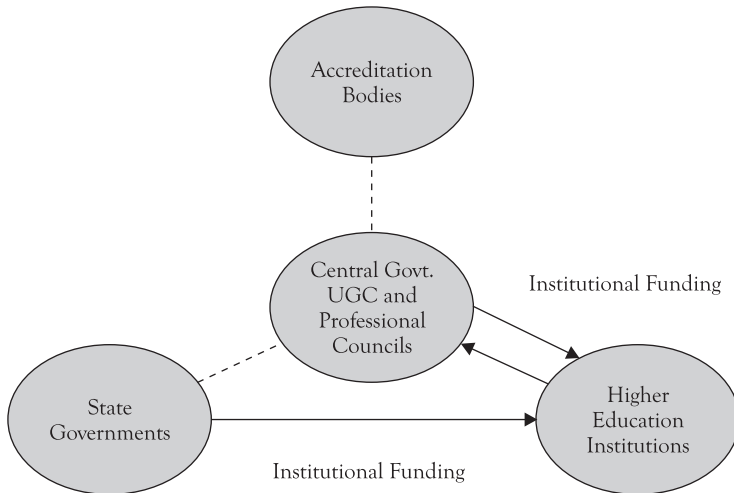 Accreditation
Bodies
Central Govt.
UGC and
Professional
Councils
Institutional Funding
State
Governments
Higher
Education
Institutions
Institutional Funding